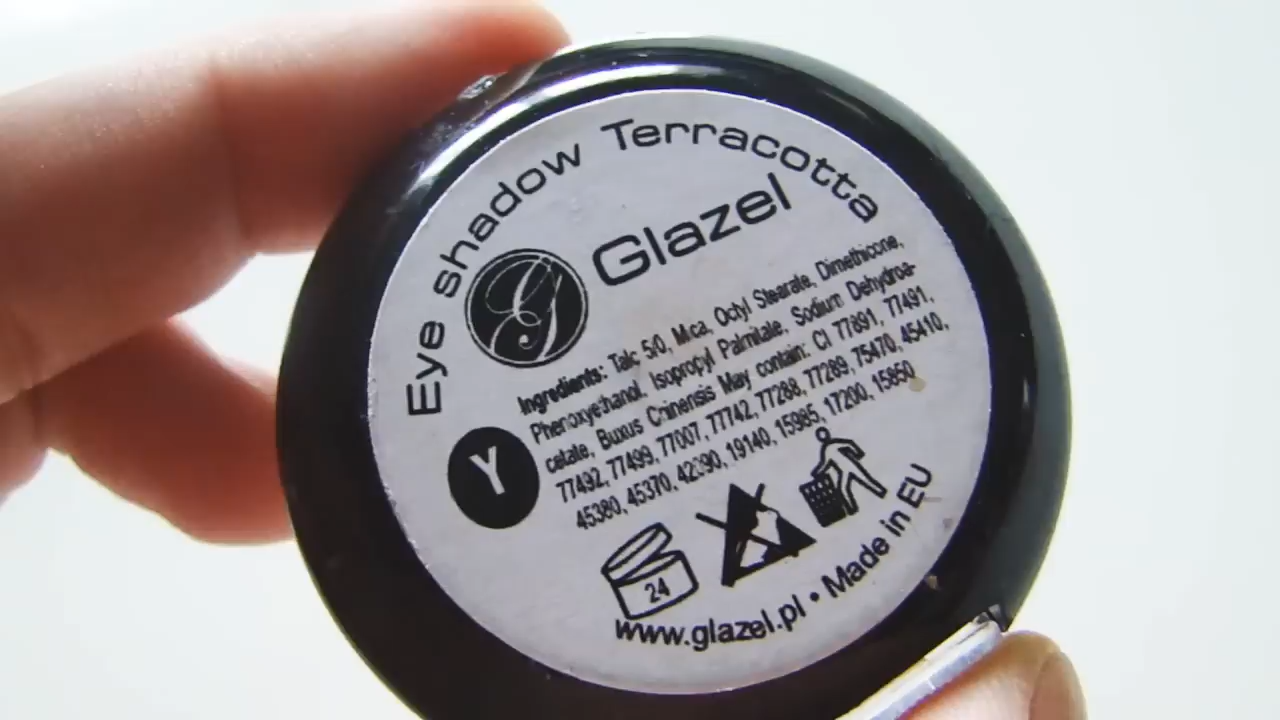 Eye shadow Terracotta
Glazel
Ingredients: Talc 5/0, Mica, Octyl Stearate, Dimethicone,
Phenoxyethanol, Isopropyl Palmitate, Sodium Dehydroa-
cetate, Buxus Chinensis May contain: CI 77891, 77491,
77492, 77499, 77007, 77742, 77288, 77289, 75470, 45410,
45380, 45370, 42090, 19140, 15985, 17200, 15850
Y
24
www.glazel.pl • Made in EU